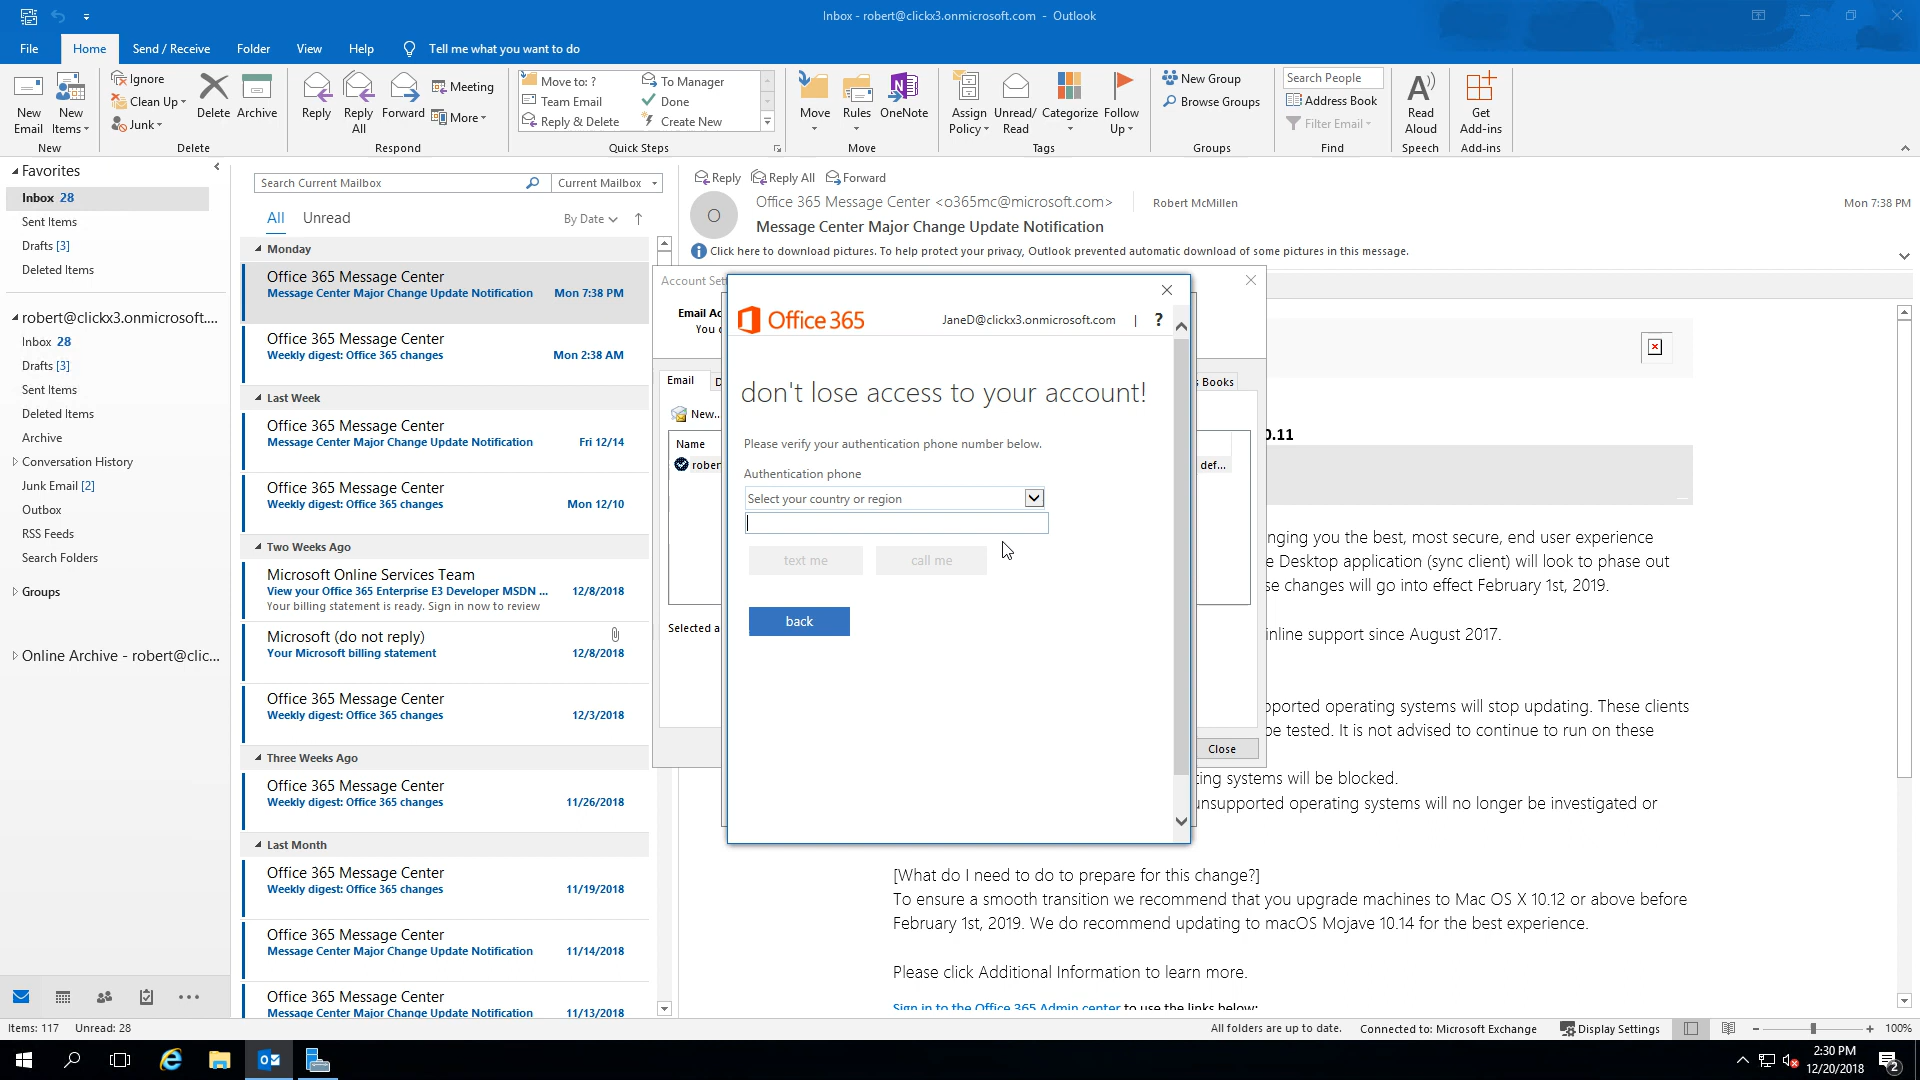 Inbox - robert@clickx3.onmicrosoft.com - Outlook
File Home Send / Receive Folder View Help Tell me what you want to do
New Email
New Items
Ignore
Clean Up
Junk
Delete
Archive
Reply
Reply All
Forward
Meeting
More
Move to: ?
Team Email
Reply & Delete
To Manager
Done
Create New
Move
Rules
OneNote
Assign Policy
Unread/ Read
Categorize
Follow Up
New Group
Browse Groups
Search People
Address Book
Filter Email
Read Aloud
Get Add-ins
New Delete Respond Quick Steps Move Tags Groups Find Speech Add-ins
Favorites
Inbox 28
Sent Items
Drafts [3]
Deleted Items
robert@clickx3.onmicrosoft....
Inbox 28
Drafts [3]
Sent Items
Deleted Items
Archive
Conversation History
Junk Email [2]
Outbox
RSS Feeds
Search Folders
Groups
Online Archive - robert@clic...
Search Current Mailbox
Current Mailbox
All Unread
By Date
Monday
Office 365 Message Center
Message Center Major Change Update Notification Mon 7:38 PM
Office 365 Message Center
Weekly digest: Office 365 changes Mon 2:38 AM
Last Week
Office 365 Message Center
Message Center Major Change Update Notification Fri 12/14
Office 365 Message Center
Weekly digest: Office 365 changes Mon 12/10
Two Weeks Ago
Microsoft Online Services Team
View your Office 365 Enterprise E3 Developer MSDN ... 12/8/2018
Your billing statement is ready. Sign in now to review
Microsoft (do not reply)
Your Microsoft billing statement 12/8/2018
Office 365 Message Center
Weekly digest: Office 365 changes 12/3/2018
Three Weeks Ago
Office 365 Message Center
Weekly digest: Office 365 changes 11/26/2018
Last Month
Office 365 Message Center
Weekly digest: Office 365 changes 11/19/2018
Office 365 Message Center
Message Center Major Change Update Notification 11/14/2018
Office 365 Message Center
Message Center Major Change Update Notification 11/13/2018
Reply Reply All Forward
O
Office 365 Message Center <o365mc@microsoft.com> Robert McMillen
Mon 7:38 PM
Message Center Major Change Update Notification
Click here to download pictures. To help protect your privacy, Outlook prevented automatic download of some pictures in this message.
Account Set
Email Ac
You c
Email
s Books
New..
Name
rober
def...
Selected a
Close
Office 365
JaneD@clickx3.onmicrosoft.com | ?
don't lose access to your account!
Please verify your authentication phone number below.
Authentication phone
Select your country or region
text me
call me
back
0.11
nging you the best, most secure, end user experience
e Desktop application (sync client) will look to phase out
se changes will go into effect February 1st, 2019.
inline support since August 2017.
pported operating systems will stop updating. These clients
be tested. It is not advised to continue to run on these
ting systems will be blocked.
unsupported operating systems will no longer be investigated or
[What do I need to do to prepare for this change?]
To ensure a smooth transition we recommend that you upgrade machines to Mac OS X 10.12 or above before
February 1st, 2019. We do recommend updating to macOS Mojave 10.14 for the best experience.
Please click Additional Information to learn more.
Sign in to the Office 365 Admin center to use the links below:
Items: 117 Unread: 28
All folders are up to date. Connected to: Microsoft Exchange Display Settings
100%
2:30 PM
12/20/2018
2